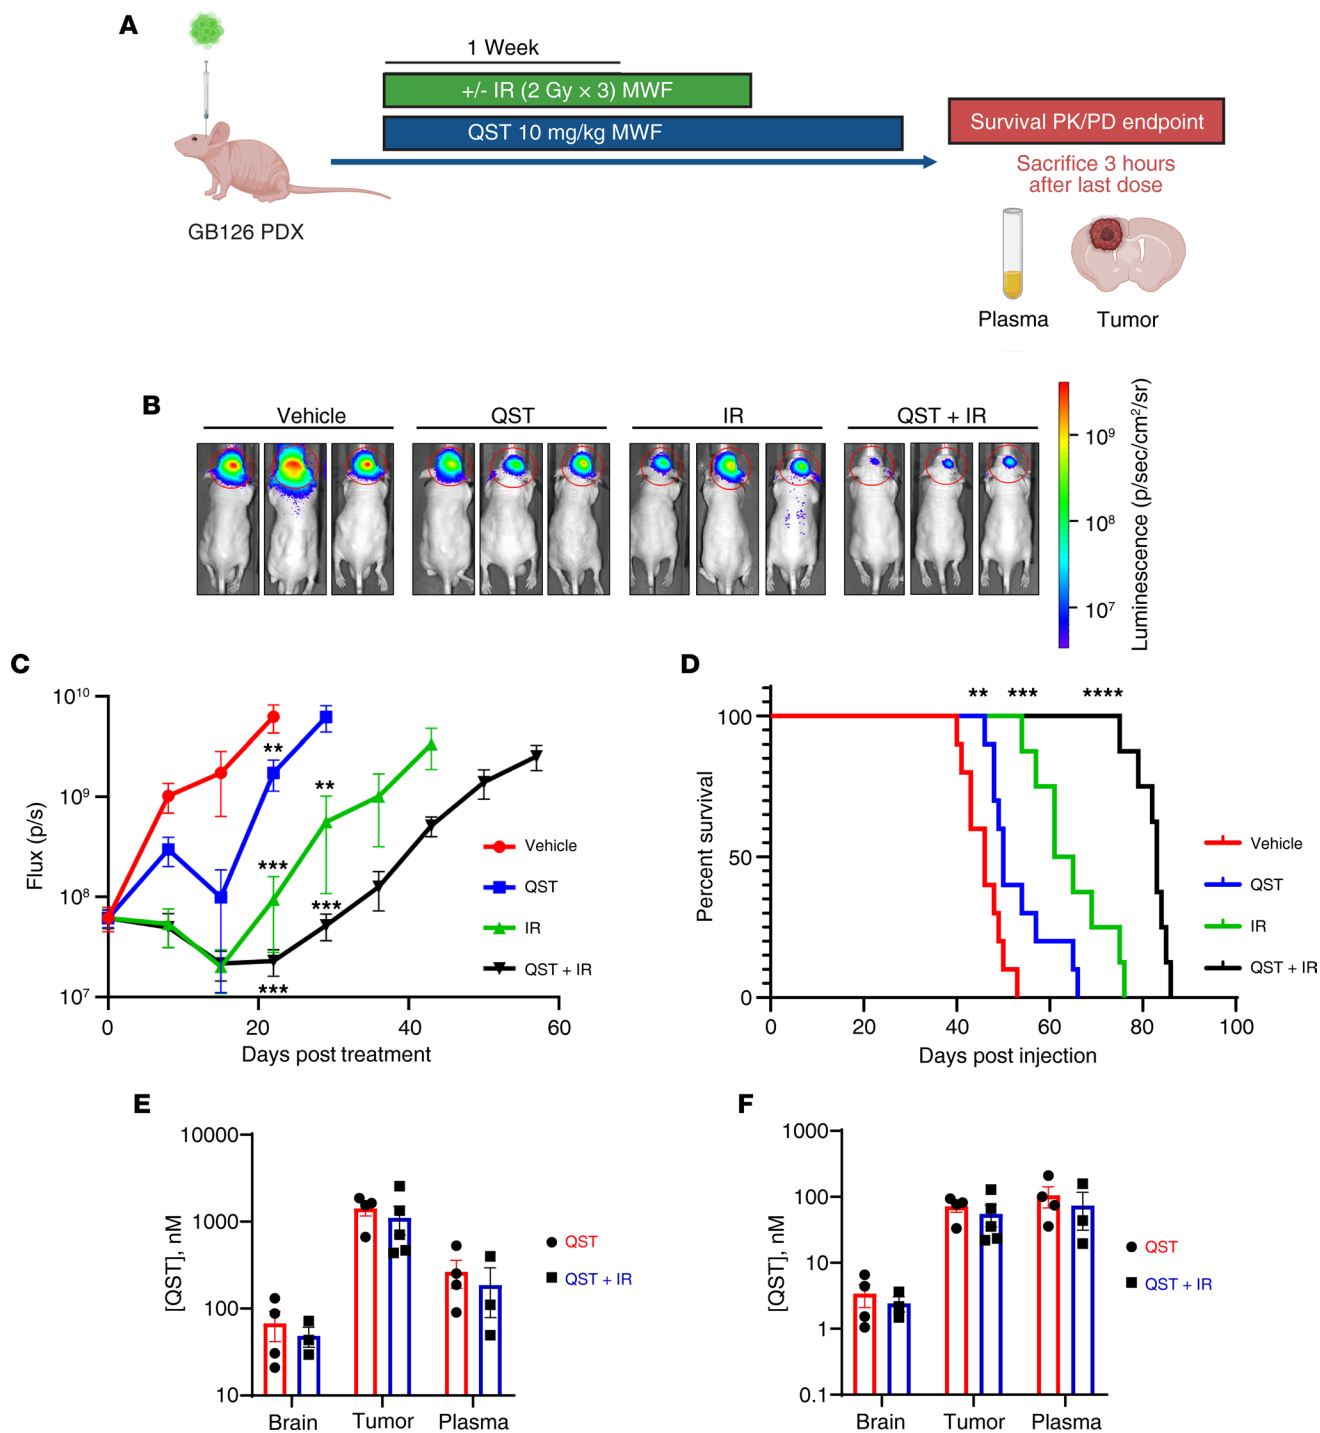 A
1 Week
+/- IR (2 Gy × 3) MWF
QST 10 mg/kg MWF
Survival PK/PD endpoint
Sacrifice 3 hours
after last dose
GB126 PDX
Plasma
Tumor
B
Vehicle
QST
IR
QST + IR
10⁹
10⁸
10⁷
Luminescence (p/sec/cm²/sr)
C
10¹⁰
10⁹
10⁸
10⁷
Flux (p/s)
**
**
***
***
***
Vehicle
QST
IR
QST + IR
0
20
40
60
Days post treatment
D
** *** ****
100
50
0
Percent survival
Vehicle
QST
IR
QST + IR
0
20
40
60
80
100
Days post injection
E
10000
1000
100
10
[QST], nM
QST
QST + IR
Brain
Tumor
Plasma
F
1000
100
10
1
0.1
[QST], nM
QST
QST + IR
Brain
Tumor
Plasma